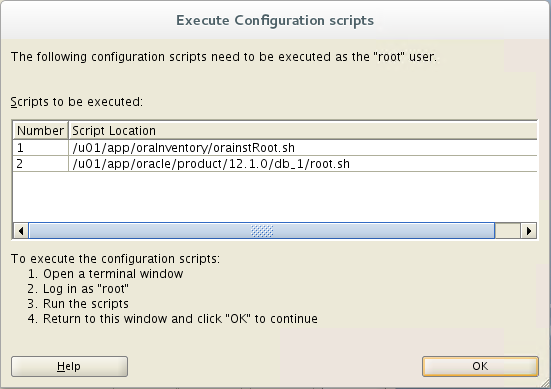 Execute Configuration scripts
The following configuration scripts need to be executed as the "root" user.
Scripts to be executed:
Number Script Location
1 /u01/app/oraInventory/orainstRoot.sh
2 /u01/app/oracle/product/12.1.0/db_1/root.sh
To execute the configuration scripts:
1. Open a terminal window
2. Log in as "root"
3. Run the scripts
4. Return to this window and click "OK" to continue
Help OK